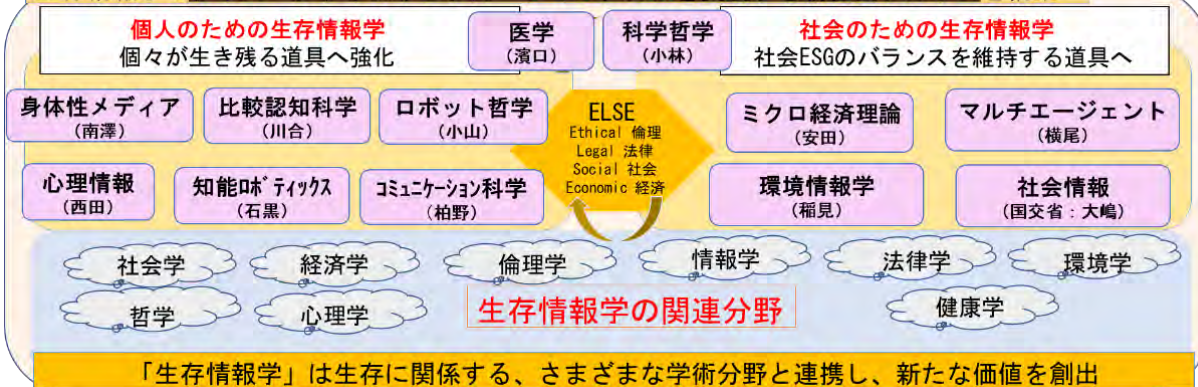 個人のための生存情報学
個々が生き残る道具へ強化
医学
(濱口)
科学哲学
(小林)
社会のための生存情報学
社会ESGのバランスを維持する道具へ
身体性メディア
(南澤)
比較認知科学
(川合)
ロボット哲学
(小山)
ELSE
Ethical 倫理
Legal 法律
Social 社会
Economic 経済
ミクロ経済理論
(安田)
マルチエージェント
(横尾)
心理情報
(西田)
知能ロボティックス
(石黒)
コミュニケーション科学
(柏野)
環境情報学
(稲見)
社会情報
(国交省:大嶋)
社会学
経済学
倫理学
情報学
法律学
環境学
哲学
心理学
生存情報学の関連分野
健康学
「生存情報学」は生存に関係する、さまざまな学術分野と連携し、新たな価値を創出